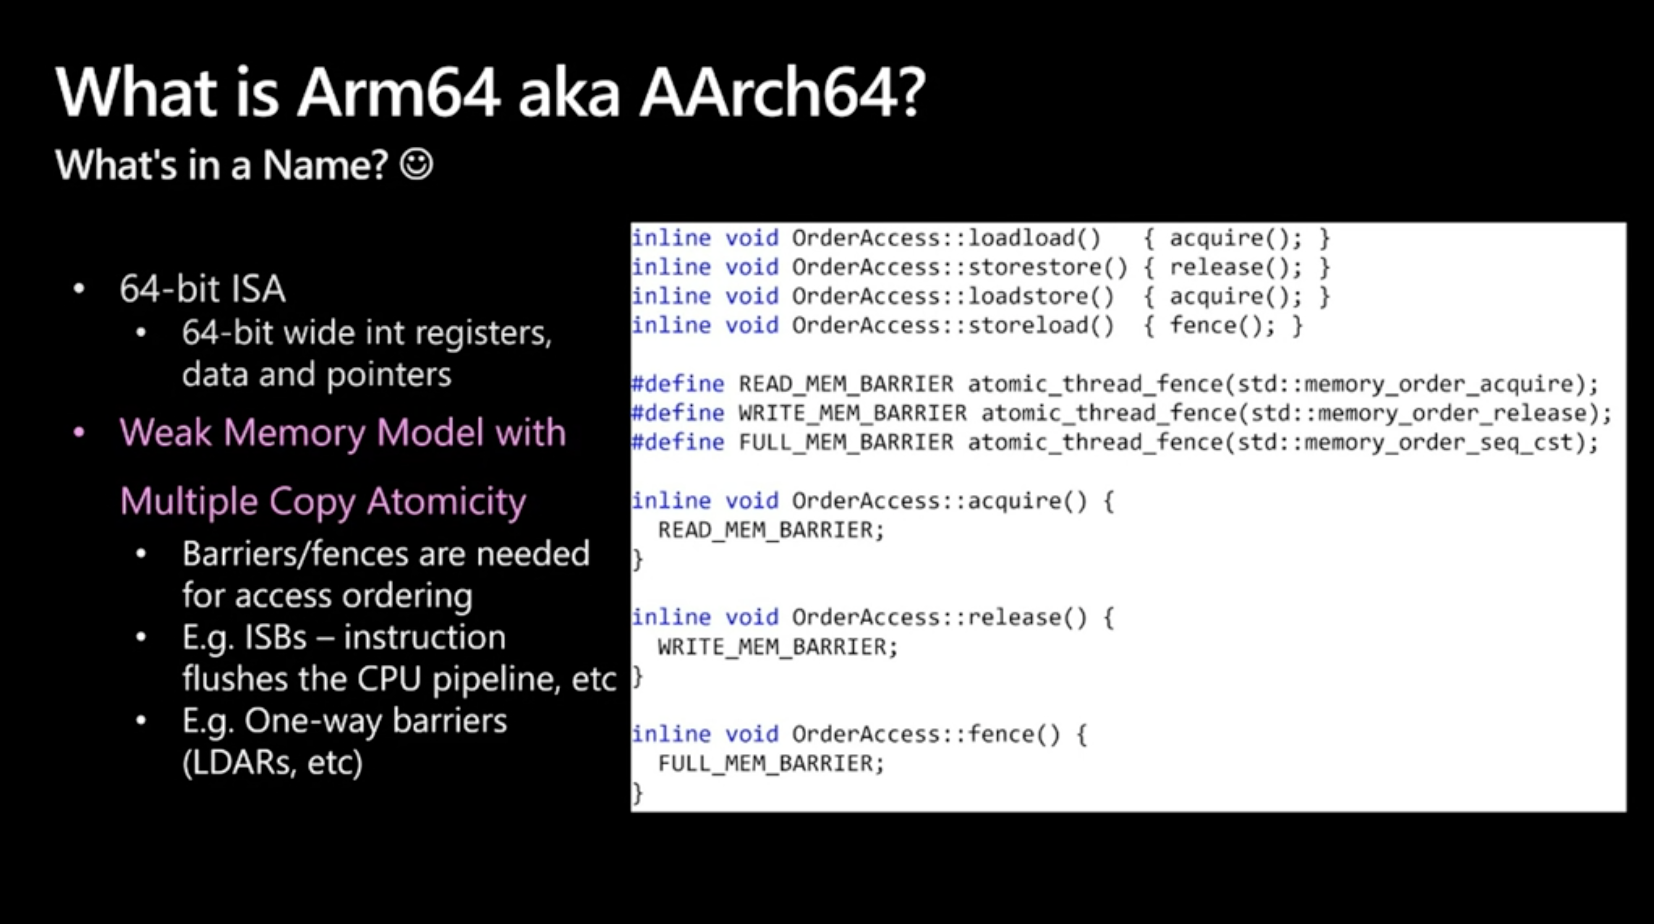 What is Arm64 aka AArch64?
What's in a Name? ☺
• 64-bit ISA
• 64-bit wide int registers,
data and pointers
• Weak Memory Model with
Multiple Copy Atomicity
• Barriers/fences are needed
for access ordering
• E.g. ISBs – instruction
flushes the CPU pipeline, etc
• E.g. One-way barriers
(LDARs, etc)
inline void OrderAccess::loadload()   { acquire(); }
inline void OrderAccess::storestore() { release(); }
inline void OrderAccess::loadstore()  { acquire(); }
inline void OrderAccess::storeload()  { fence(); }
#define READ_MEM_BARRIER atomic_thread_fence(std::memory_order_acquire);
#define WRITE_MEM_BARRIER atomic_thread_fence(std::memory_order_release);
#define FULL_MEM_BARRIER atomic_thread_fence(std::memory_order_seq_cst);
inline void OrderAccess::acquire() {
  READ_MEM_BARRIER;
}
inline void OrderAccess::release() {
  WRITE_MEM_BARRIER;
}
inline void OrderAccess::fence() {
  FULL_MEM_BARRIER;
}